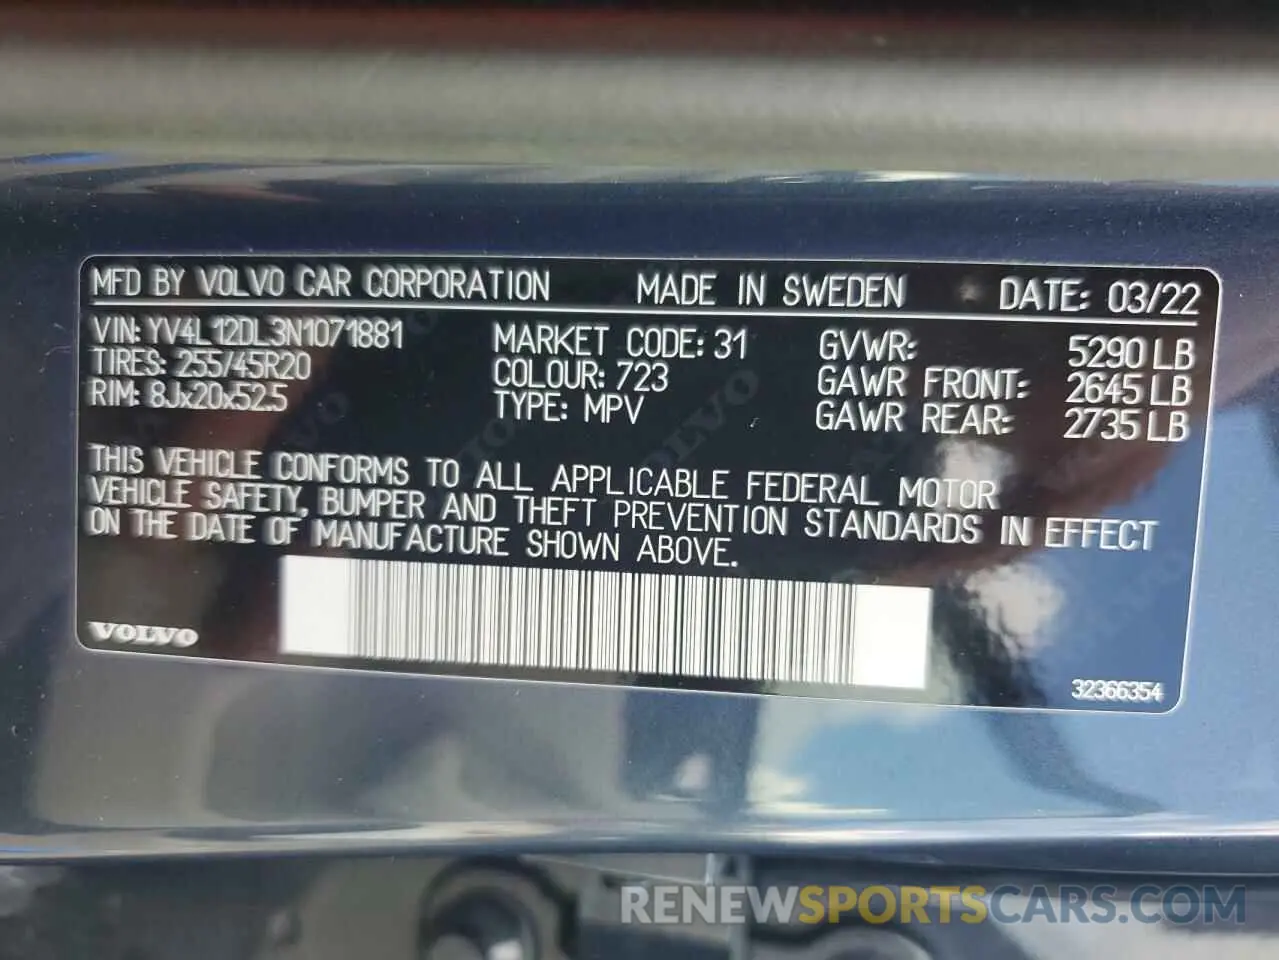 MFD BY VOLVO CAR CORPORATION MADE IN SWEDEN DATE: 03/22
VIN: YV4L12DL3N1071881 MARKET CODE: 31 GVWR: 5290 LB
TIRES: 255/45R20 COLOUR: 723 GAWR FRONT: 2645 LB
RIM: 8Jx20x52.5 TYPE: MPV GAWR REAR: 2735 LB
THIS VEHICLE CONFORMS TO ALL APPLICABLE FEDERAL MOTOR
VEHICLE SAFETY, BUMPER AND THEFT PREVENTION STANDARDS IN EFFECT
ON THE DATE OF MANUFACTURE SHOWN ABOVE.
VOLVO
32366354
RENEWSPORTSCARS.COM